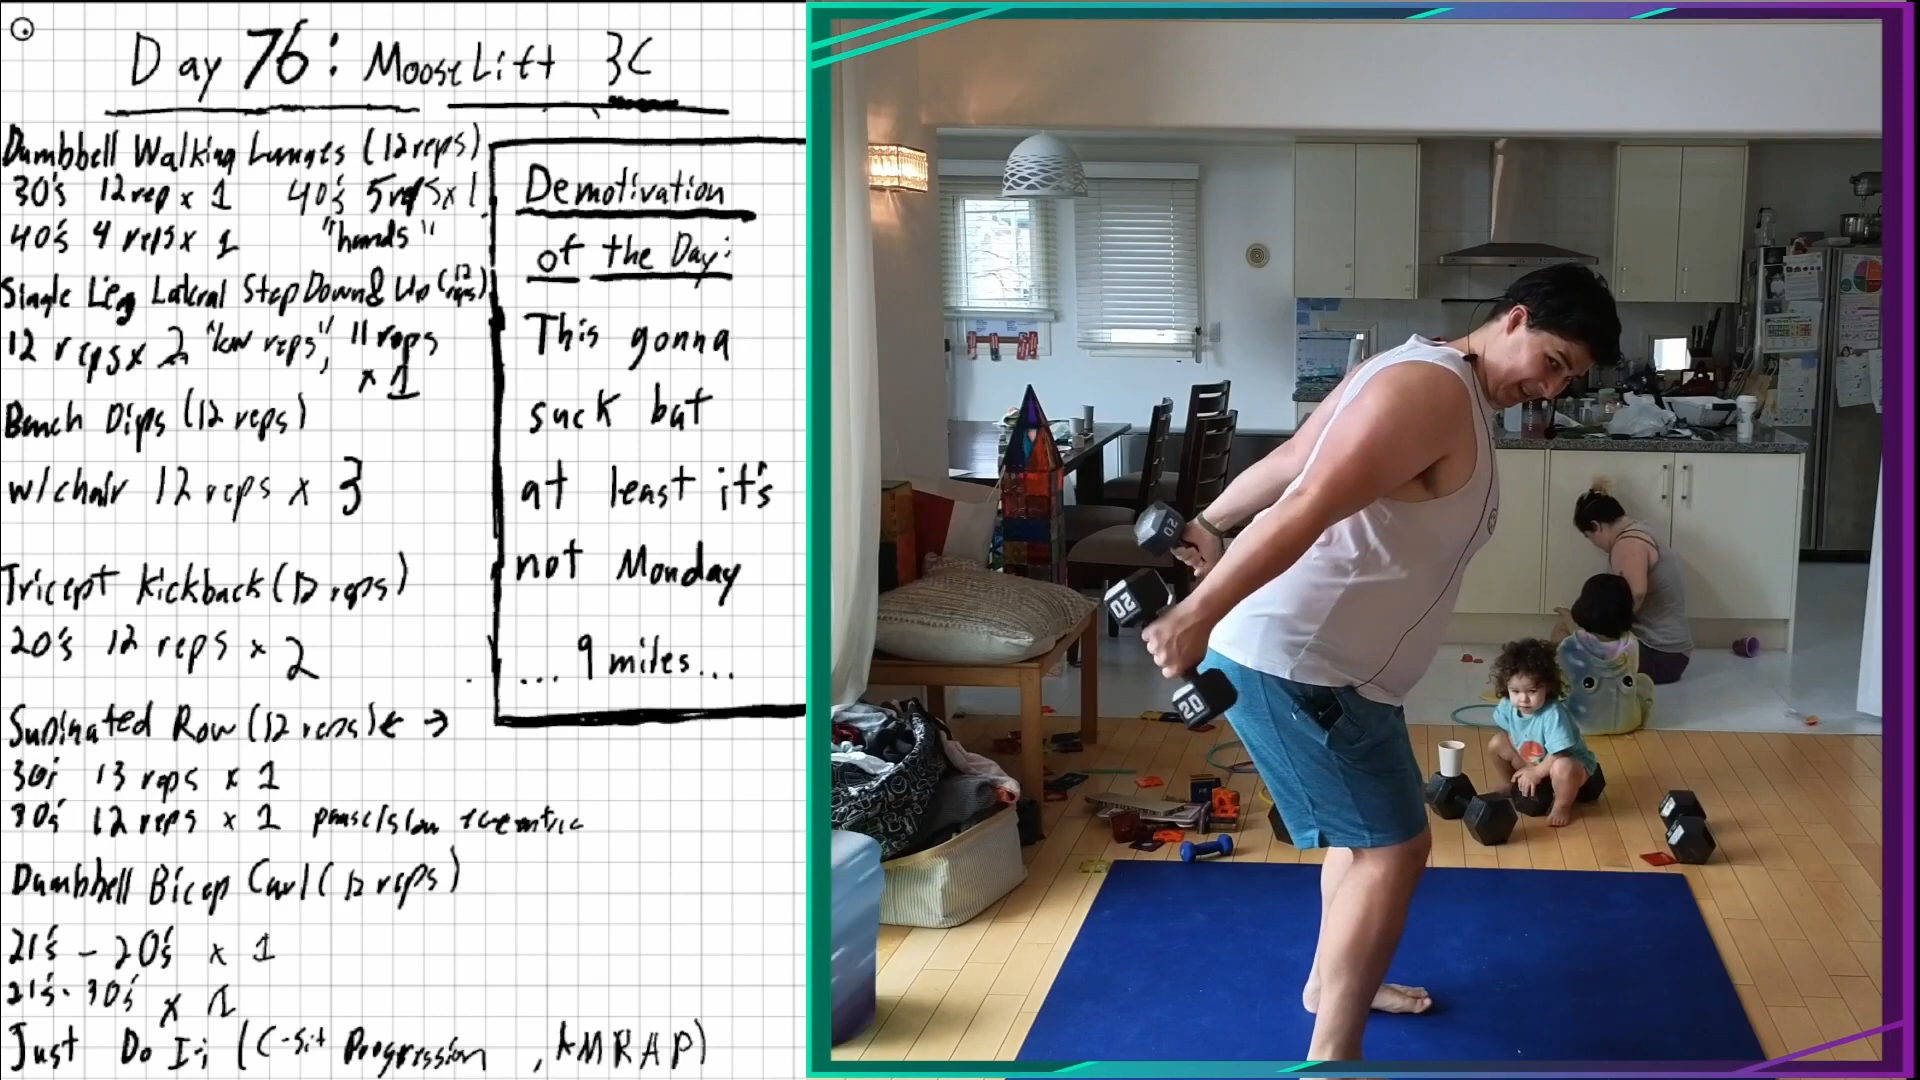 Day 76: MooseLift 3C
Dumbbell Walking Lunges (12 reps)
30's 12 rep x 1 40's 5 reps x 1
40's 4 reps x 1 "hands"
Single Leg Lateral Step Down & Up (12 reps)
12 reps x 2 "low reps", 11 reps
x 1
Bench Dips (12 reps)
w/chair 12 reps x 3
Tricept Kickback (12 reps)
20's 12 reps x 2
Supinated Row (12 reps) ← →
30's 13 reps x 1
30's 12 reps x 1 pause/slow
Dumbbell Bicep Curl (12 reps)
21's - 20's x 1
21's - 30's x 1
Just Do It (C-Sit Progression, AMRAP)
Demotivation
of the Day:
This gonna
suck but
at least it's
not Monday
... 9 miles...
20
20
20